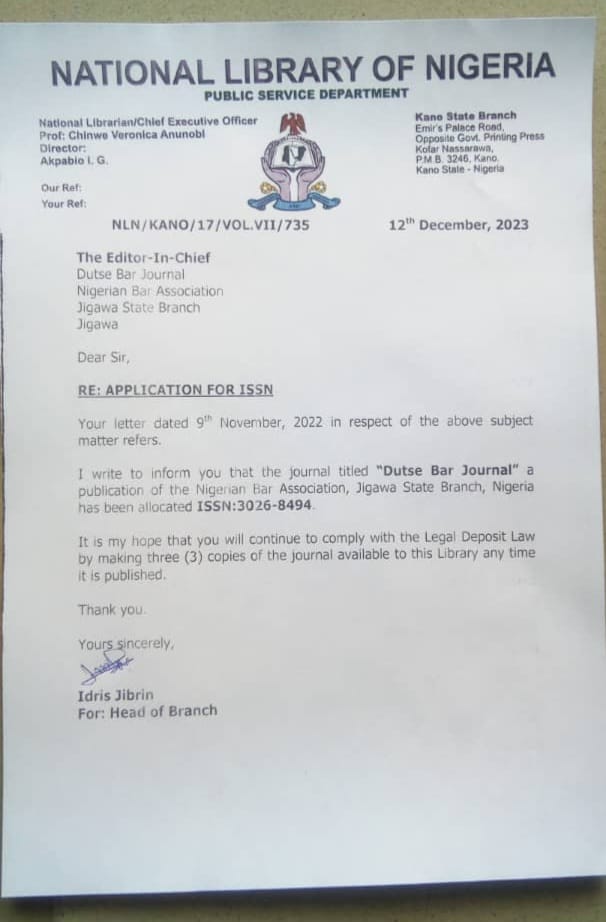 NATIONAL LIBRARY OF NIGERIA
PUBLIC SERVICE DEPARTMENT
National Librarian/Chief Executive Officer
Prof: Chinwe Veronica Anunobi
Director:
Akpabio I. G.
Our Ref:
Your Ref:
Kano State Branch
Emir's Palace Road,
Opposite Govt. Printing Press
Kofar Nassarawa,
P.M.B. 3246, Kano.
Kano State - Nigeria
NLN/KANO/17/VOL.VII/735
12th December, 2023
The Editor-In-Chief
Dutse Bar Journal
Nigerian Bar Association
Jigawa State Branch
Jigawa
Dear Sir,
RE: APPLICATION FOR ISSN
Your letter dated 9th November, 2022 in respect of the above subject
matter refers.
I write to inform you that the journal titled "Dutse Bar Journal" a
publication of the Nigerian Bar Association, Jigawa State Branch, Nigeria
has been allocated ISSN:3026-8494.
It is my hope that you will continue to comply with the Legal Deposit Law
by making three (3) copies of the journal available to this Library any time
it is published.
Thank you.
Yours sincerely,
Idris Jibrin
For: Head of Branch